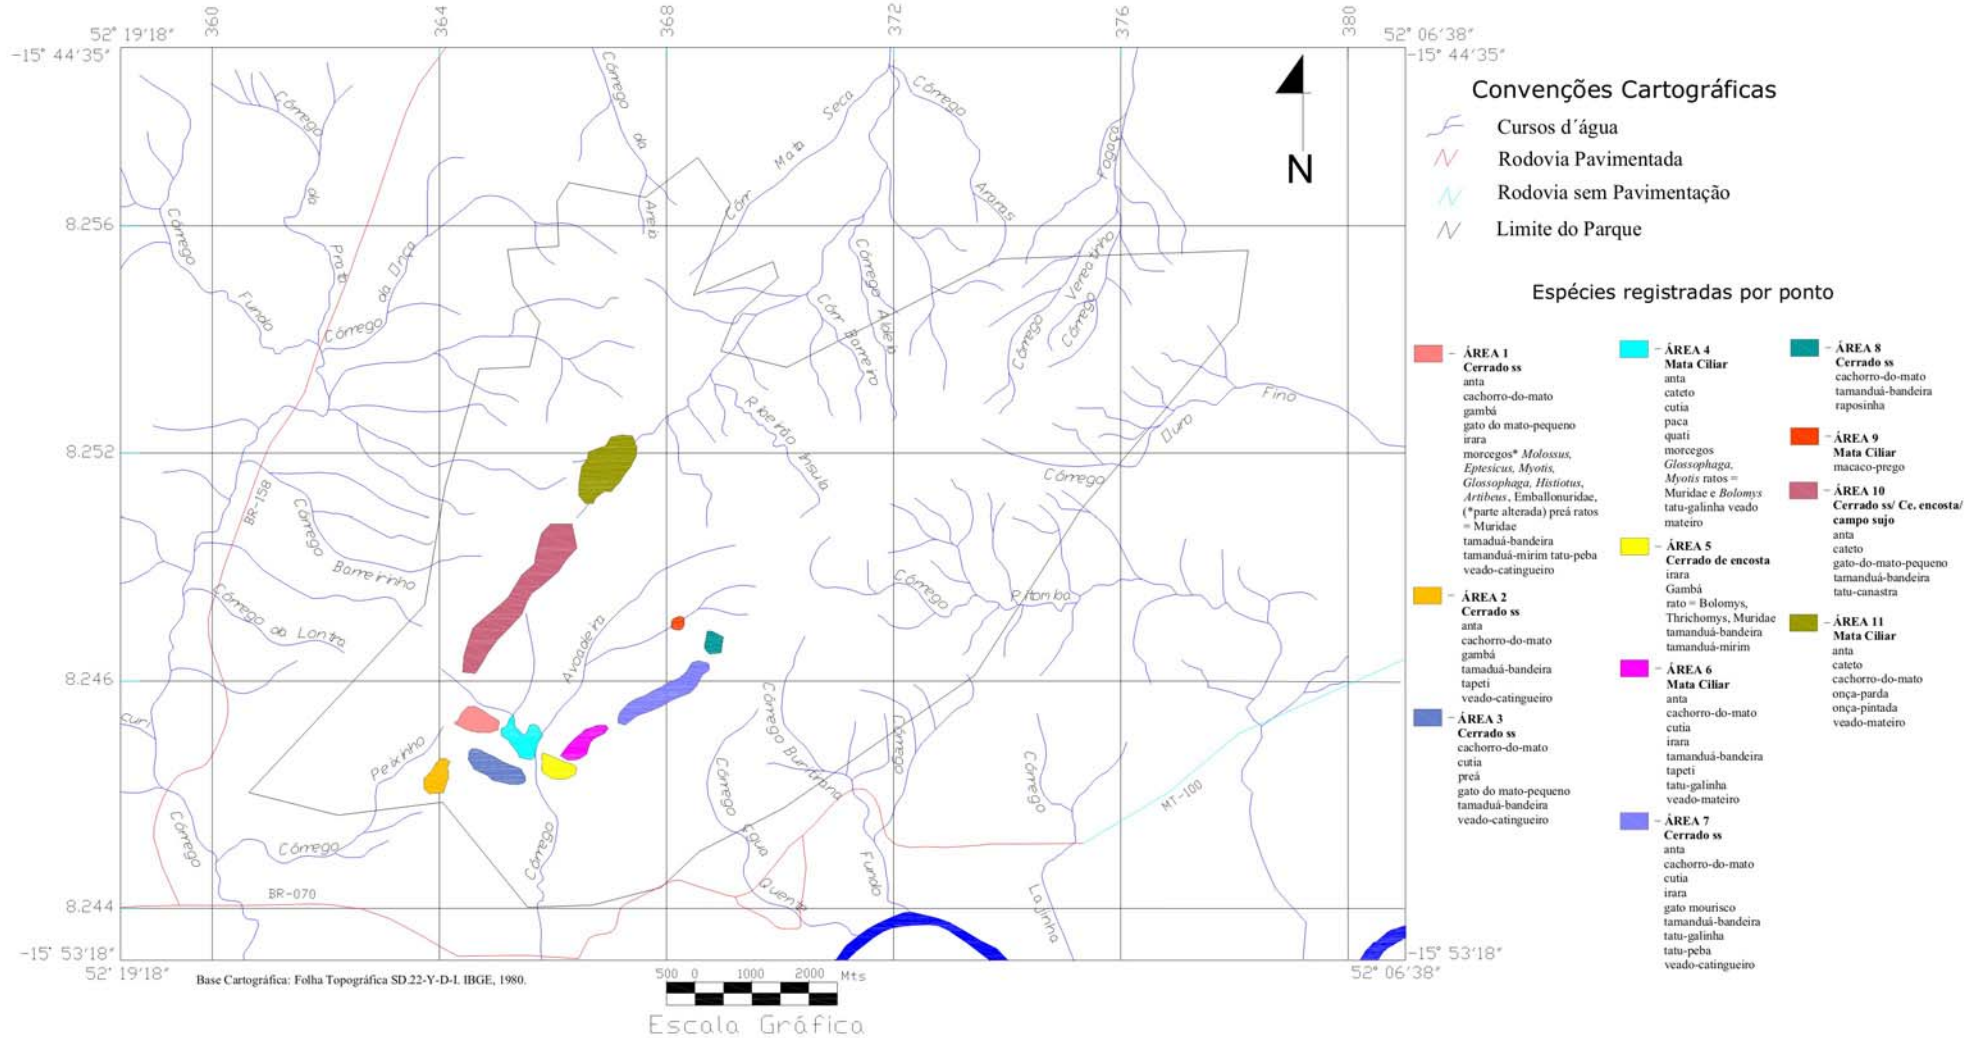 360 364 368 372 376 380
52° 19'18" 52° 06'38"
-15° 44'35" -15° 44'35"
8.256
8.252
8.246
8.244
-15° 53'18" -15° 53'18"
52° 19'18" 52° 06'38"
Córrego da Prata
Córrego Fundo
Córrego da Onça
Córrego da Areia
Córr Mata Seca
Córrego Araras
Fogaça
Córrego Aldeia
Córr Barreiro
Córrego
Córrego Vereatinho
Ribeirão Insula
Córrego Ouro Fino
BR-158
Córrego Barreirinho
Córrego da Lontra
Avoadeira
Córrego Pitomba
Córrego Buritirana
Córrego
Fundo
Córrego Água Quente
Córrego Lajinha
MT-100
Peixinho
Córrego
Córrego
Córrego
curi
BR-070
N
Base Cartográfica: Folha Topográfica SD.22-Y-D-I. IBGE, 1980.
500 0 1000 2000 Mts
Escala Gráfica
Convenções Cartográficas
Cursos d´água
Rodovia Pavimentada
Rodovia sem Pavimentação
Limite do Parque
Espécies registradas por ponto
ÁREA 1
Cerrado ss
anta
cachorro-do-mato
gambá
gato do mato-pequeno
irara
morcegos* Molossus,
Eptesicus, Myotis,
Glossophaga, Histiotus,
Artibeus, Emballonuridae,
(*parte alterada) preá ratos
= Muridae
tamaduá-bandeira
tamanduá-mirim tatu-peba
veado-catingueiro
ÁREA 2
Cerrado ss
anta
cachorro-do-mato
gambá
tamaduá-bandeira
tapeti
veado-catingueiro
ÁREA 3
Cerrado ss
cachorro-do-mato
cutia
preá
gato do mato-pequeno
tamaduá-bandeira
veado-catingueiro
ÁREA 4
Mata Ciliar
anta
cateto
cutia
paca
quati
morcegos
Glossophaga,
Myotis ratos =
Muridae e Bolomys
tatu-galinha veado
mateiro
ÁREA 5
Cerrado de encosta
irara
Gambá
rato = Bolomys,
Thrichomys, Muridae
tamanduá-bandeira
tamanduá-mirim
ÁREA 6
Mata Ciliar
anta
cachorro-do-mato
cutia
irara
tamanduá-bandeira
tapeti
tatu-galinha
veado-mateiro
ÁREA 7
Cerrado ss
anta
cachorro-do-mato
cutia
irara
gato mourisco
tamanduá-bandeira
tatu-galinha
tatu-peba
veado-catingueiro
ÁREA 8
Cerrado ss
cachorro-do-mato
tamanduá-bandeira
raposinha
ÁREA 9
Mata Ciliar
macaco-prego
ÁREA 10
Cerrado ss/ Ce. encosta/
campo sujo
anta
cateto
gato-do-mato-pequeno
tamanduá-bandeira
tatu-canastra
ÁREA 11
Mata Ciliar
anta
cateto
cachorro-do-mato
onça-parda
onça-pintada
veado-mateiro